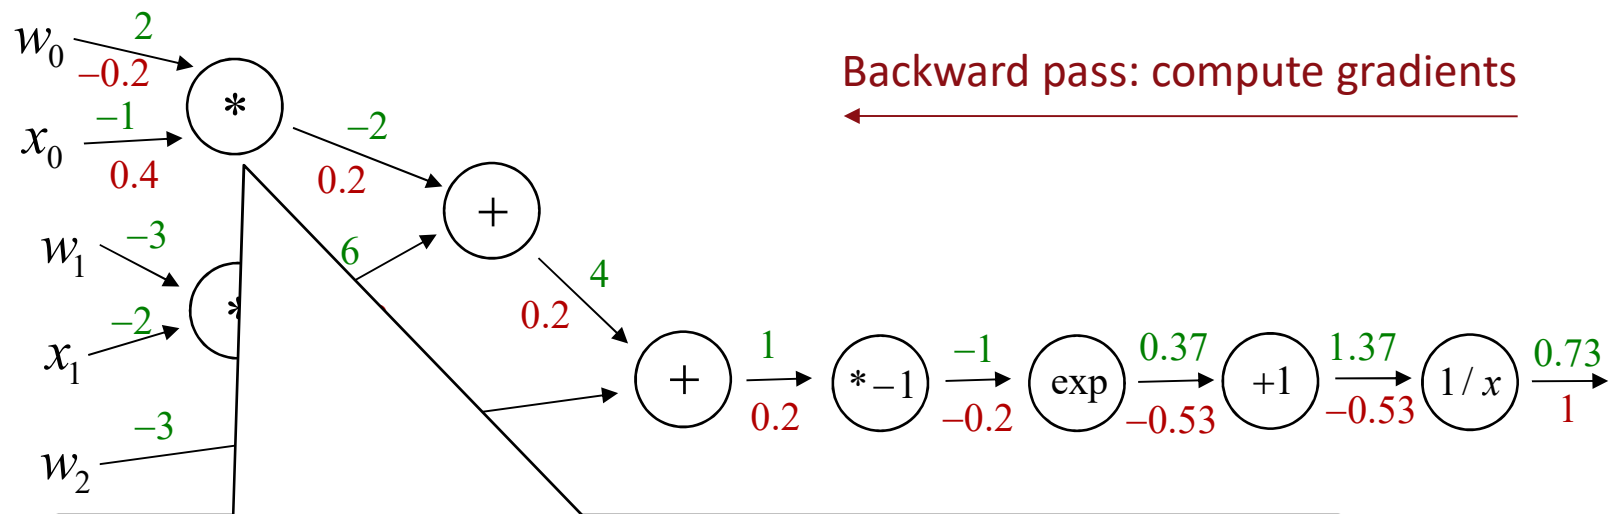 w₀ 2
−0.2
*
Backward pass: compute gradients
x₀ −1
0.4
−2
0.2
+
w₁ −3
*
x₁ −2
6
4
0.2
+
1
0.2
*−1
−1
−0.2
exp
0.37
−0.53
+1
1.37
−0.53
1/x
0.73
1
w₂ −3